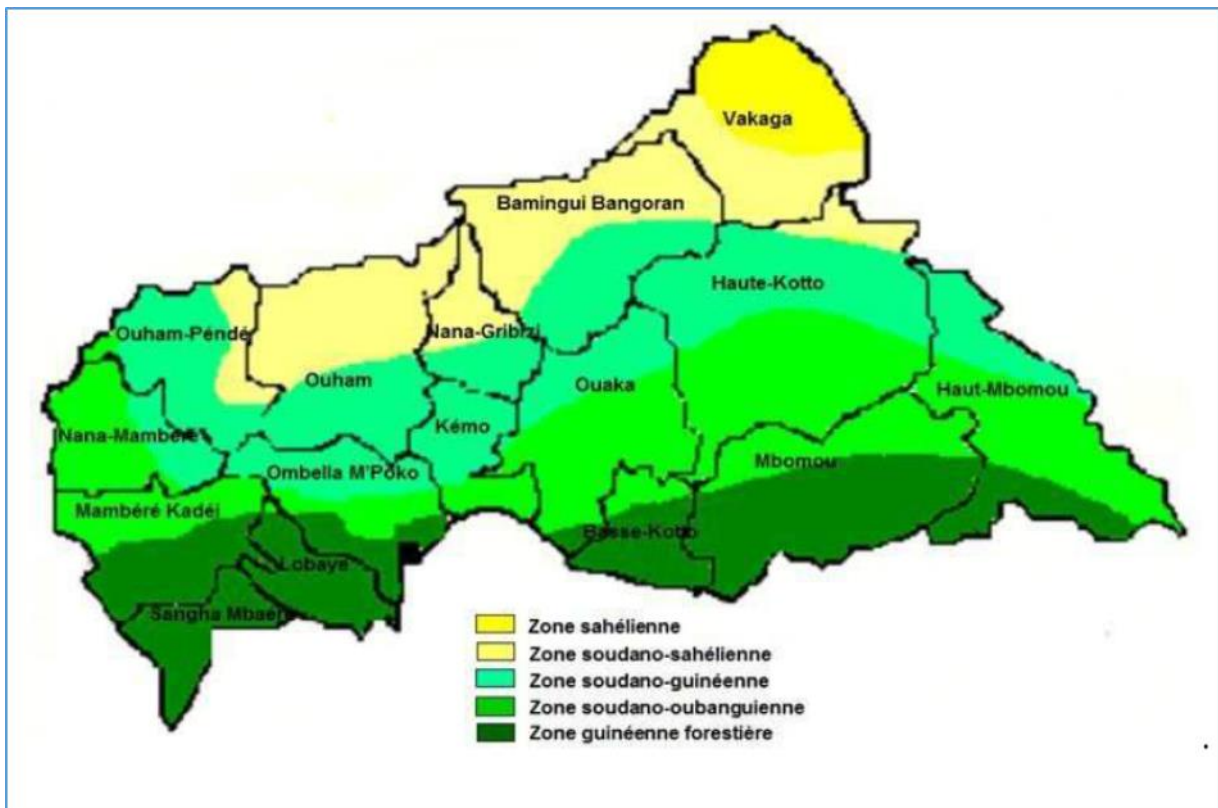 Vakaga
Bamingui Bangoran
Haute-Kotto
Ouham-Péndé
Nana-Gribizi
Ouham
Ouaka
Haut-Mbomou
Kémo
Nana-Mambéré
Mbomou
Ombella M'Poko
Mambéré Kadéi
Basse-Kotto
Lobaye
Sangha Mbaéré
Zone sahélienne
Zone soudano-sahélienne
Zone soudano-guinéenne
Zone soudano-oubanguienne
Zone guinéenne forestière